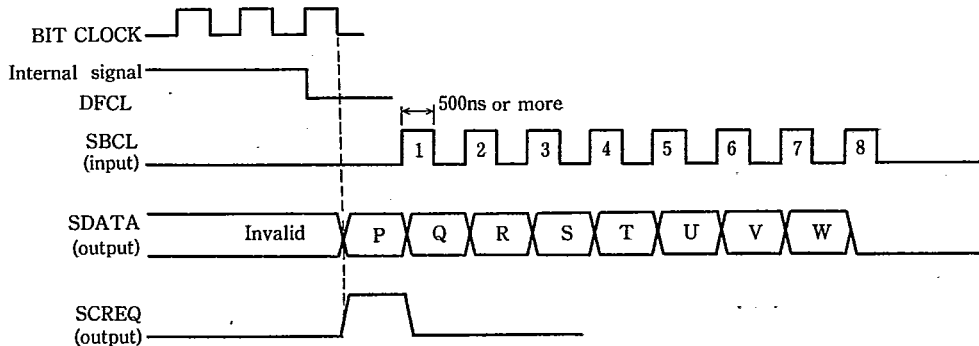 BIT CLOCK
Internal signal
DFCL
500ns or more
SBCL
(input)
1 2 3 4 5 6 7 8
SDATA
(output)
Invalid P Q R S T U V W
SCREQ
(output)